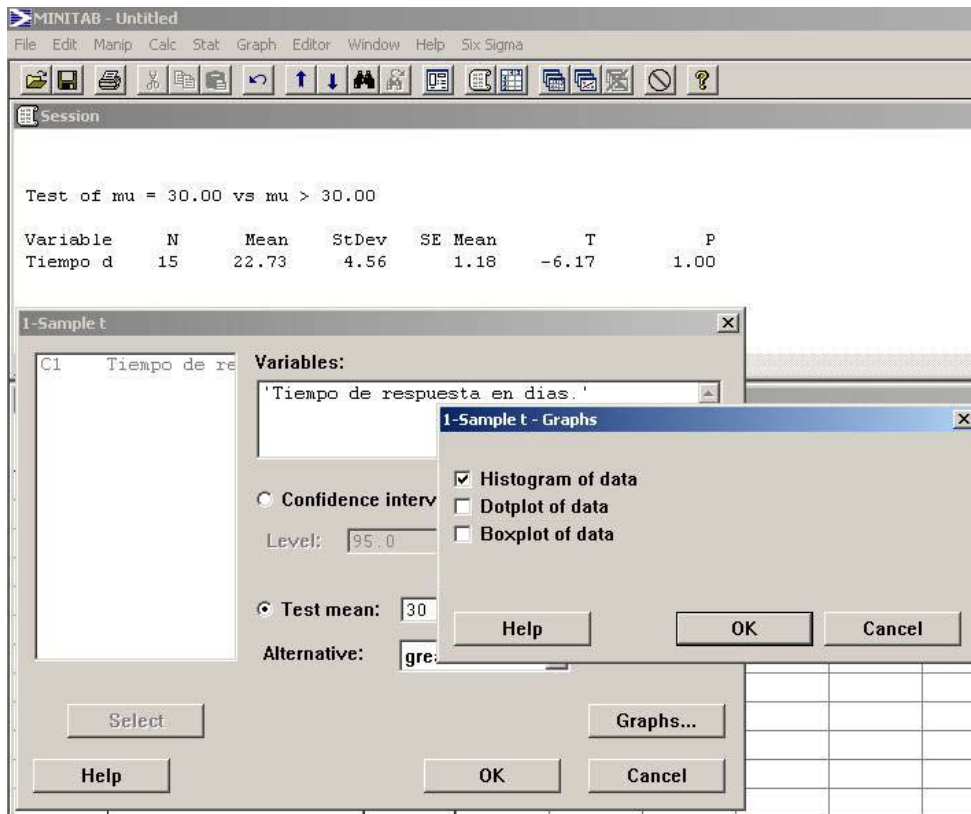 MINITAB - Untitled
File Edit Manip Calc Stat Graph Editor Window Help Six Sigma
Session
Test of mu = 30.00 vs mu > 30.00
Variable N Mean StDev SE Mean T P
Tiempo d 15 22.73 4.56 1.18 -6.17 1.00
1-Sample t
C1 Tiempo de re
Variables:
'Tiempo de respuesta en dias.'
1-Sample t - Graphs
Histogram of data
Dotplot of data
Boxplot of data
Help OK Cancel
Confidence interv
Level: 95.0
Test mean: 30
Alternative: grea
Select Graphs...
Help OK Cancel